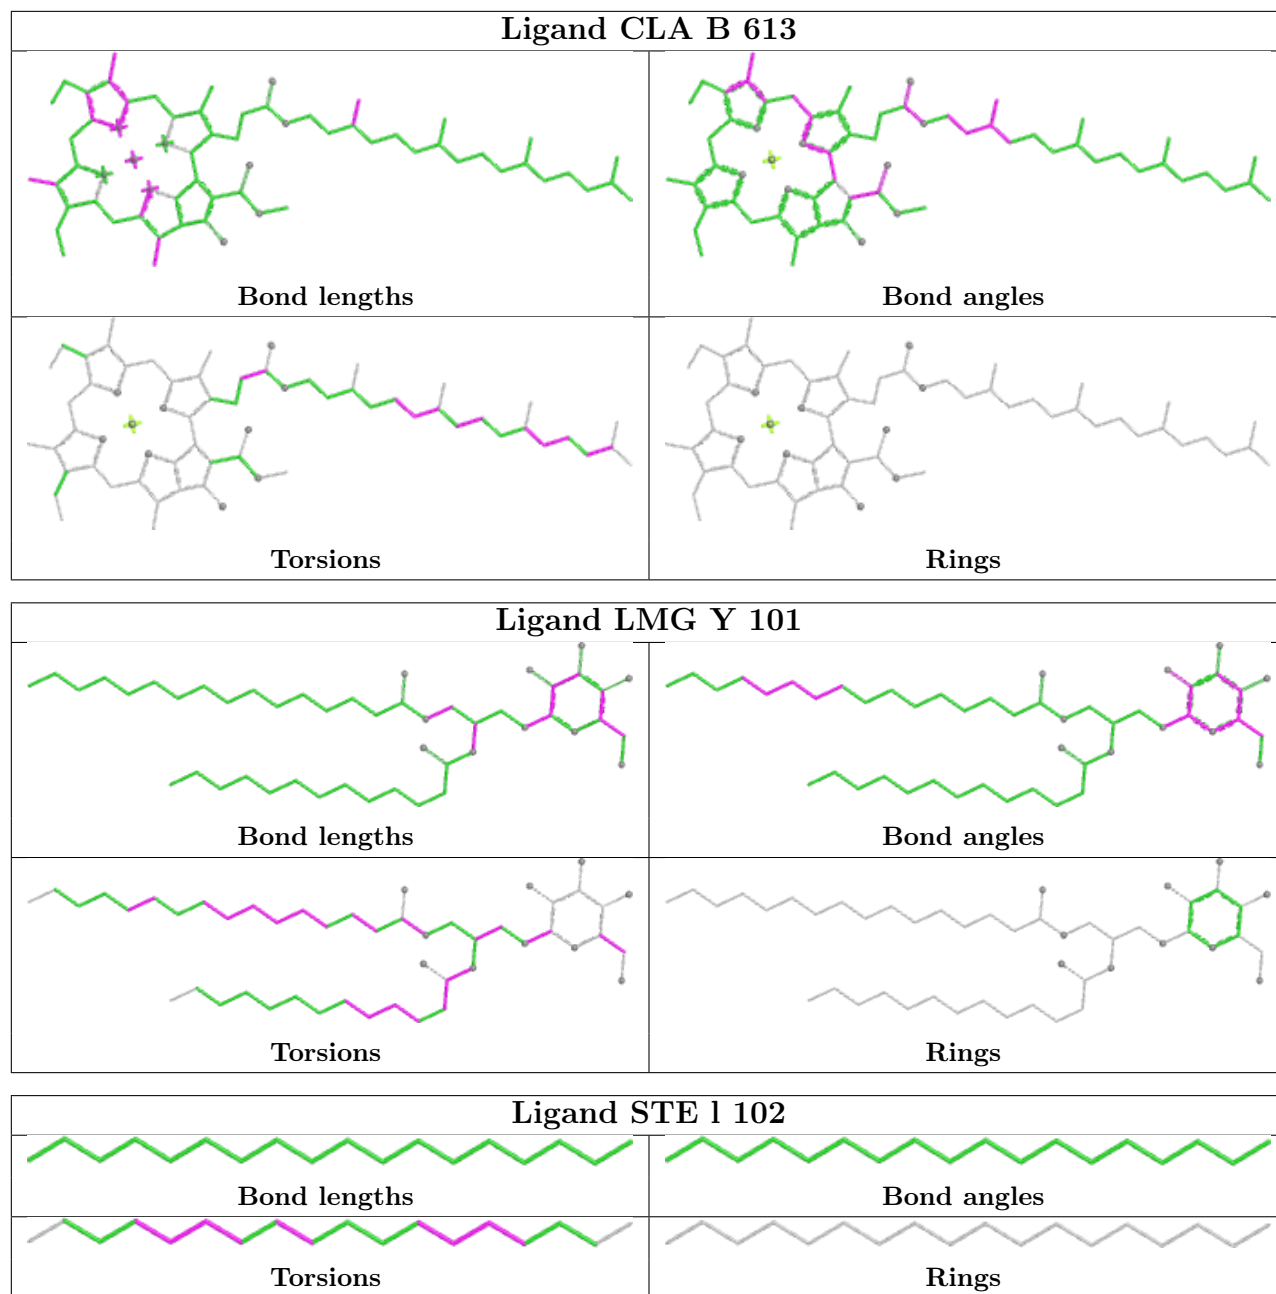 Ligand CLA B 613
Bond lengths
Bond angles
Torsions
Rings
Ligand LMG Y 101
Bond lengths
Bond angles
Torsions
Rings
Ligand STE l 102
Bond lengths
Bond angles
Torsions
Rings